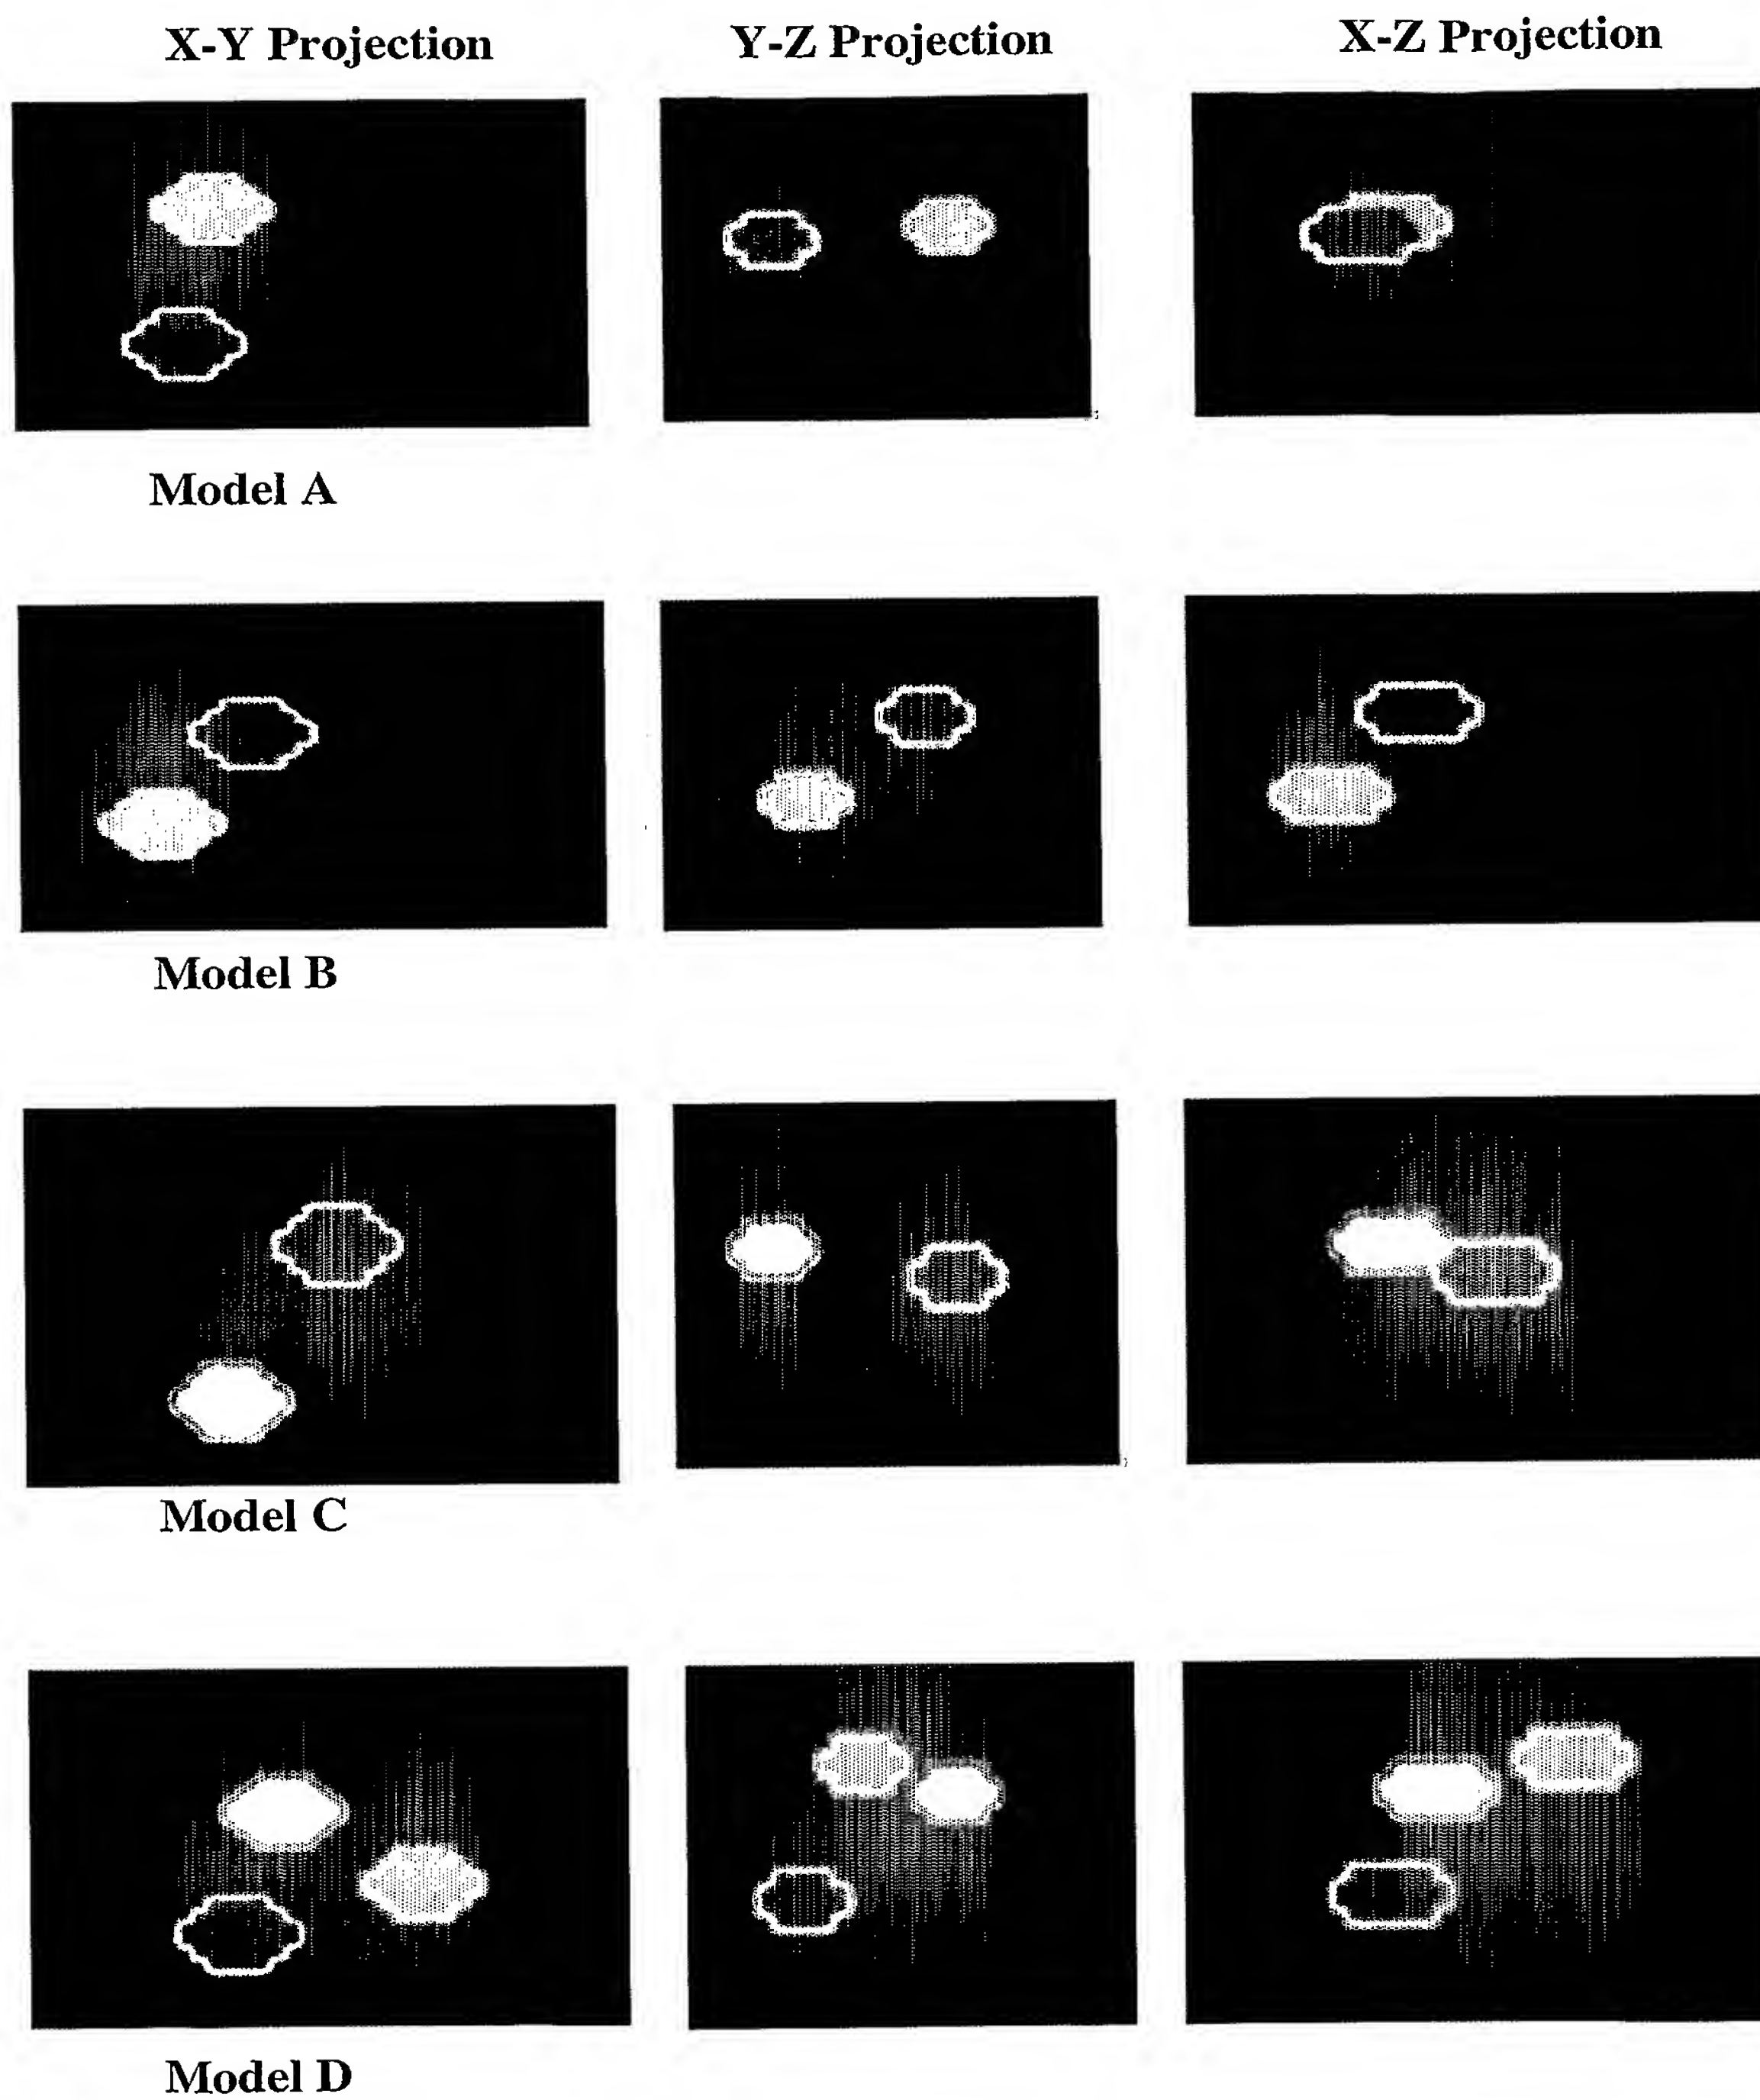 X-Y Projection
Y-Z Projection
X-Z Projection
Model A
Model B
Model C
Model D